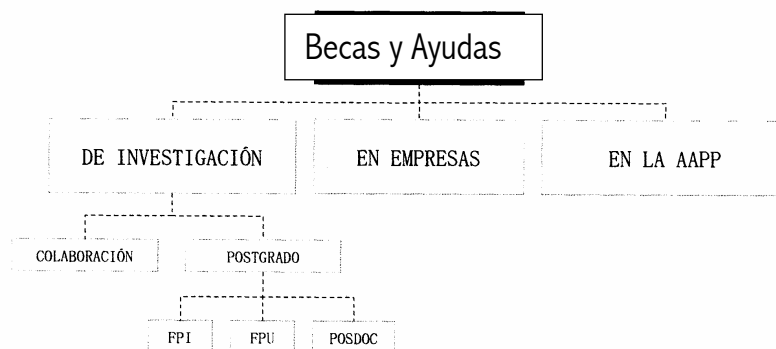 Becas y Ayudas
DE INVESTIGACIÓN
EN EMPRESAS
EN LA AAPP
COLABORACIÓN
POSTGRADO
FPI
FPU
POSDOC